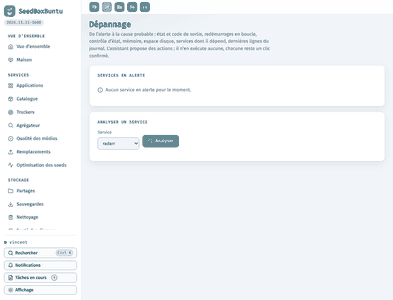 SeedBoxBuntu
VUE D'ENSEMBLE
Vue d'ensemble
Maison
SERVICES
Applications
Catalogue
Trackers
Agrégateur
Qualité des médias
Remplacements
Optimisation des seeds
STOCKAGE
Partages
Sauvegardes
Nettoyage
vincent
Rechercher
Ctrl K
Notifications
Tâches en cours
Affichage
Dépannage
De l'alerte à la cause probable : état et code de sortie, redémarrages en boucle,
contrôle d'état, mémoire, espace disque, services dont il dépend, dernières lignes du
journal. L'assistant propose des actions ; il n'en exécute aucune, chacune reste un clic
confirmé.
SERVICES EN ALERTE
Aucun service en alerte pour le moment.
ANALYSER UN SERVICE
Service
radarr
Analyser